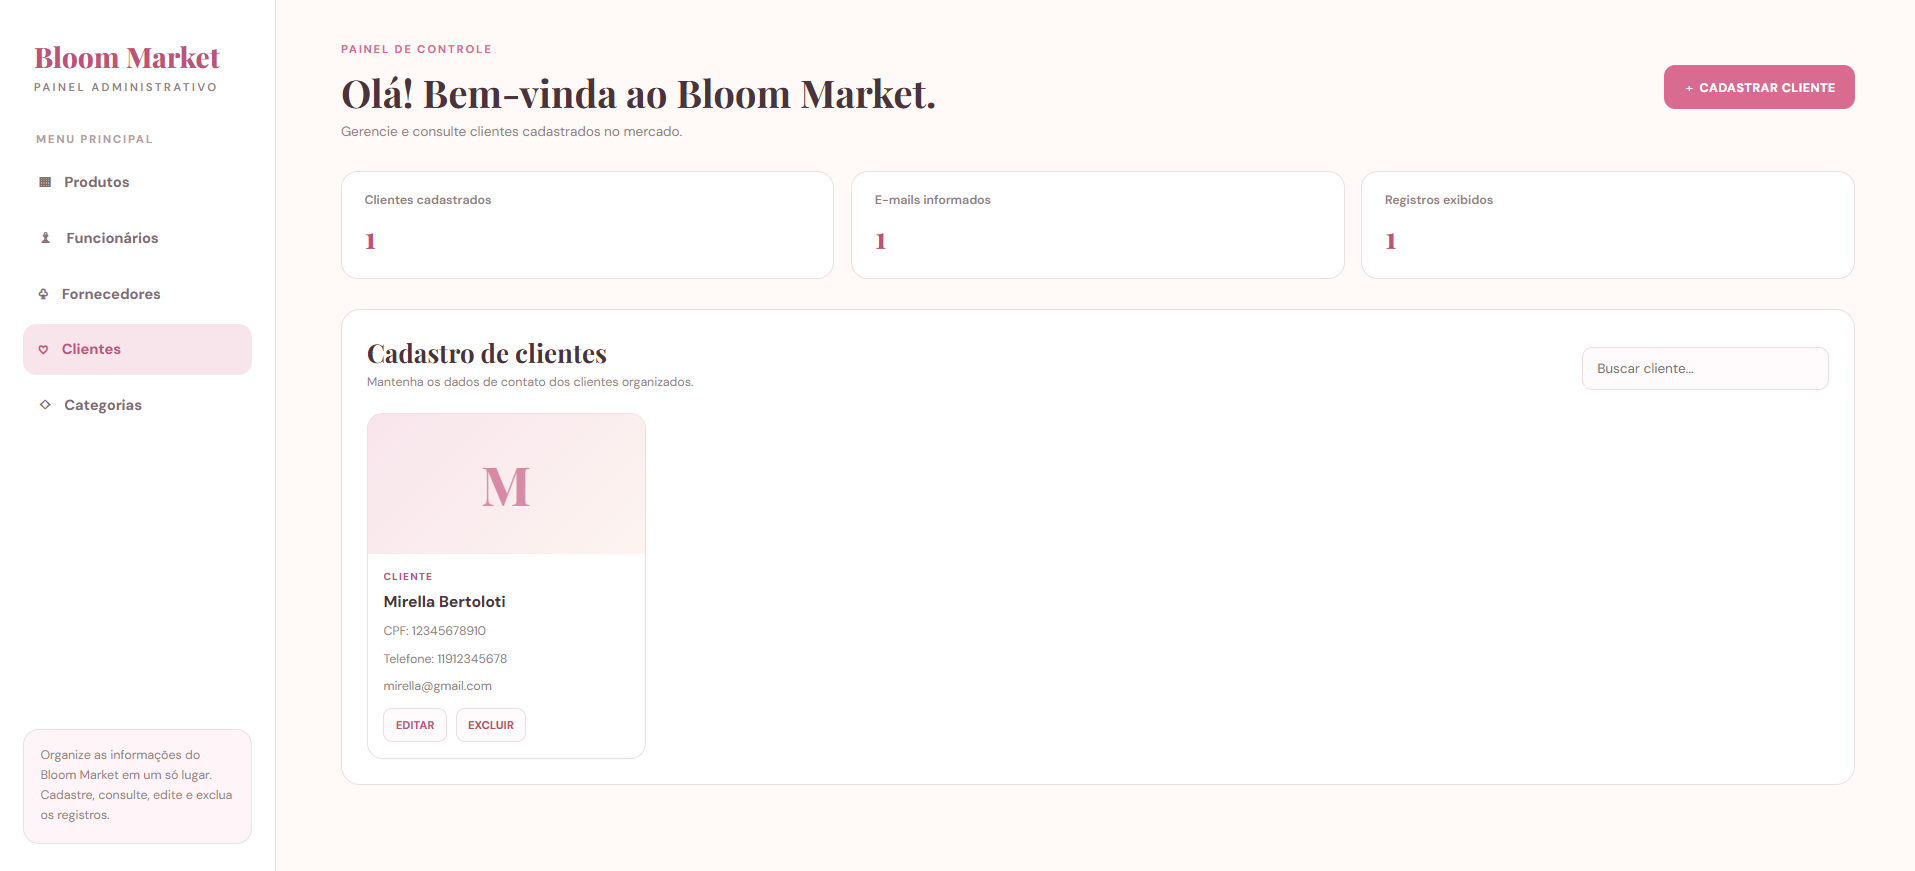 Bloom Market
PAINEL ADMINISTRATIVO
MENU PRINCIPAL
Produtos
Funcionários
Fornecedores
Clientes
Categorias
Organize as informações do
Bloom Market em um só lugar.
Cadastre, consulte, edite e exclua
os registros.
PAINEL DE CONTROLE
Olá! Bem-vinda ao Bloom Market.
Gerencie e consulte clientes cadastrados no mercado.
+ CADASTRAR CLIENTE
Clientes cadastrados
1
E-mails informados
1
Registros exibidos
1
Cadastro de clientes
Mantenha os dados de contato dos clientes organizados.
Buscar cliente...
M
CLIENTE
Mirella Bertoloti
CPF: 12345678910
Telefone: 11912345678
mirella@gmail.com
EDITAR EXCLUIR